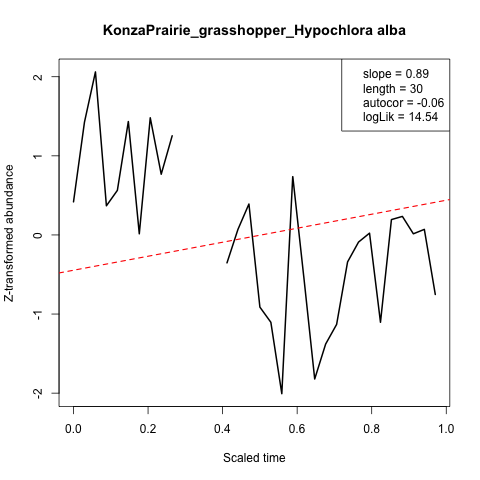 KonzaPrairie_grasshopper_Hypochlora alba
slope = 0.89
length = 30
autocor = -0.06
logLik = 14.54
Z-transformed abundance
2
1
0
-1
-2
0.0 0.2 0.4 0.6 0.8 1.0
Scaled time